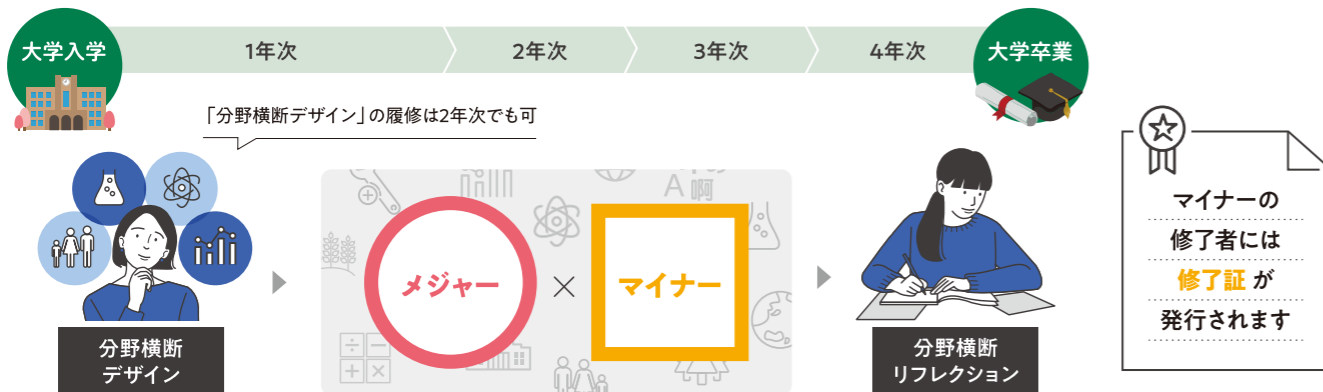 大学入学
1年次
2年次
3年次
4年次
大学卒業
「分野横断デザイン」の履修は2年次でも可
A 啊
メジャー
×
マイナー
分野横断
デザイン
分野横断
リフレクション
マイナーの
修了者には
修了証 が
発行されます